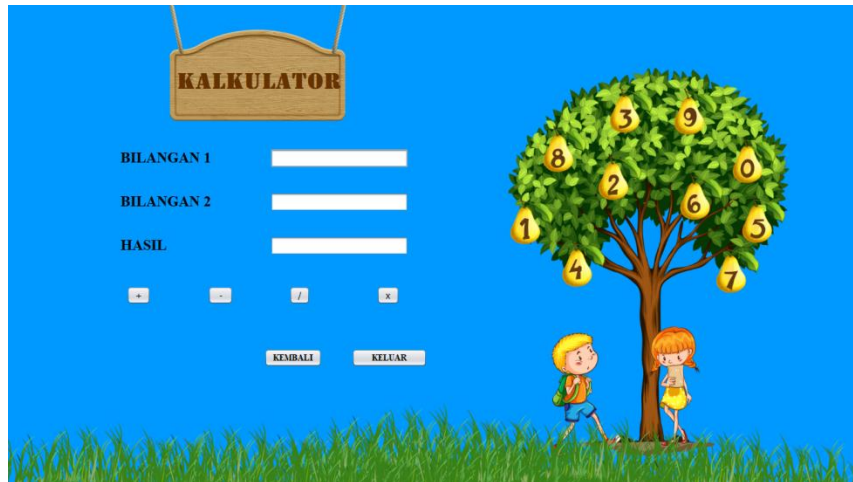 KALKULATOR
BILANGAN 1
BILANGAN 2
HASIL
+ - / x
KEMBALI KELUAR
3 9
8 0
2 6
1 5
4 7